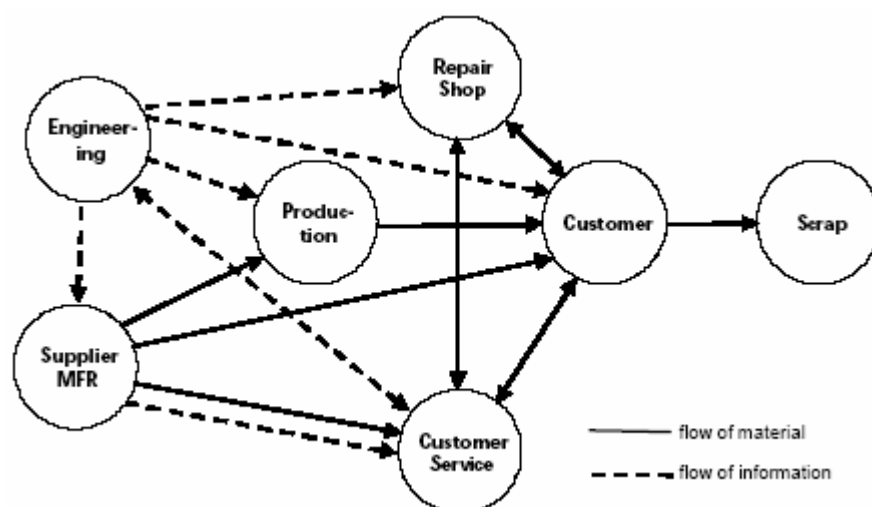 Repair
Shop
Engineer-
ing
Produc-
tion
Customer
Scrap
Supplier
MFR
Customer
Service
flow of material
flow of information